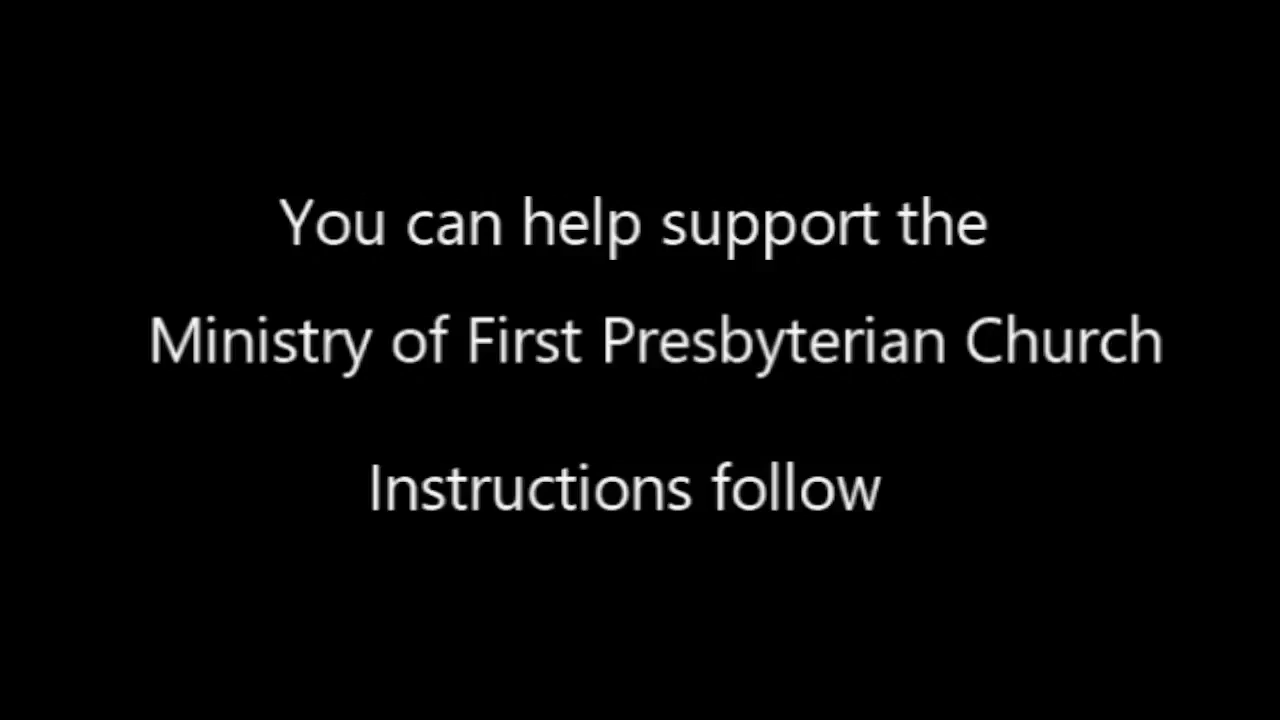 You can help support the
Ministry of First Presbyterian Church
Instructions follow